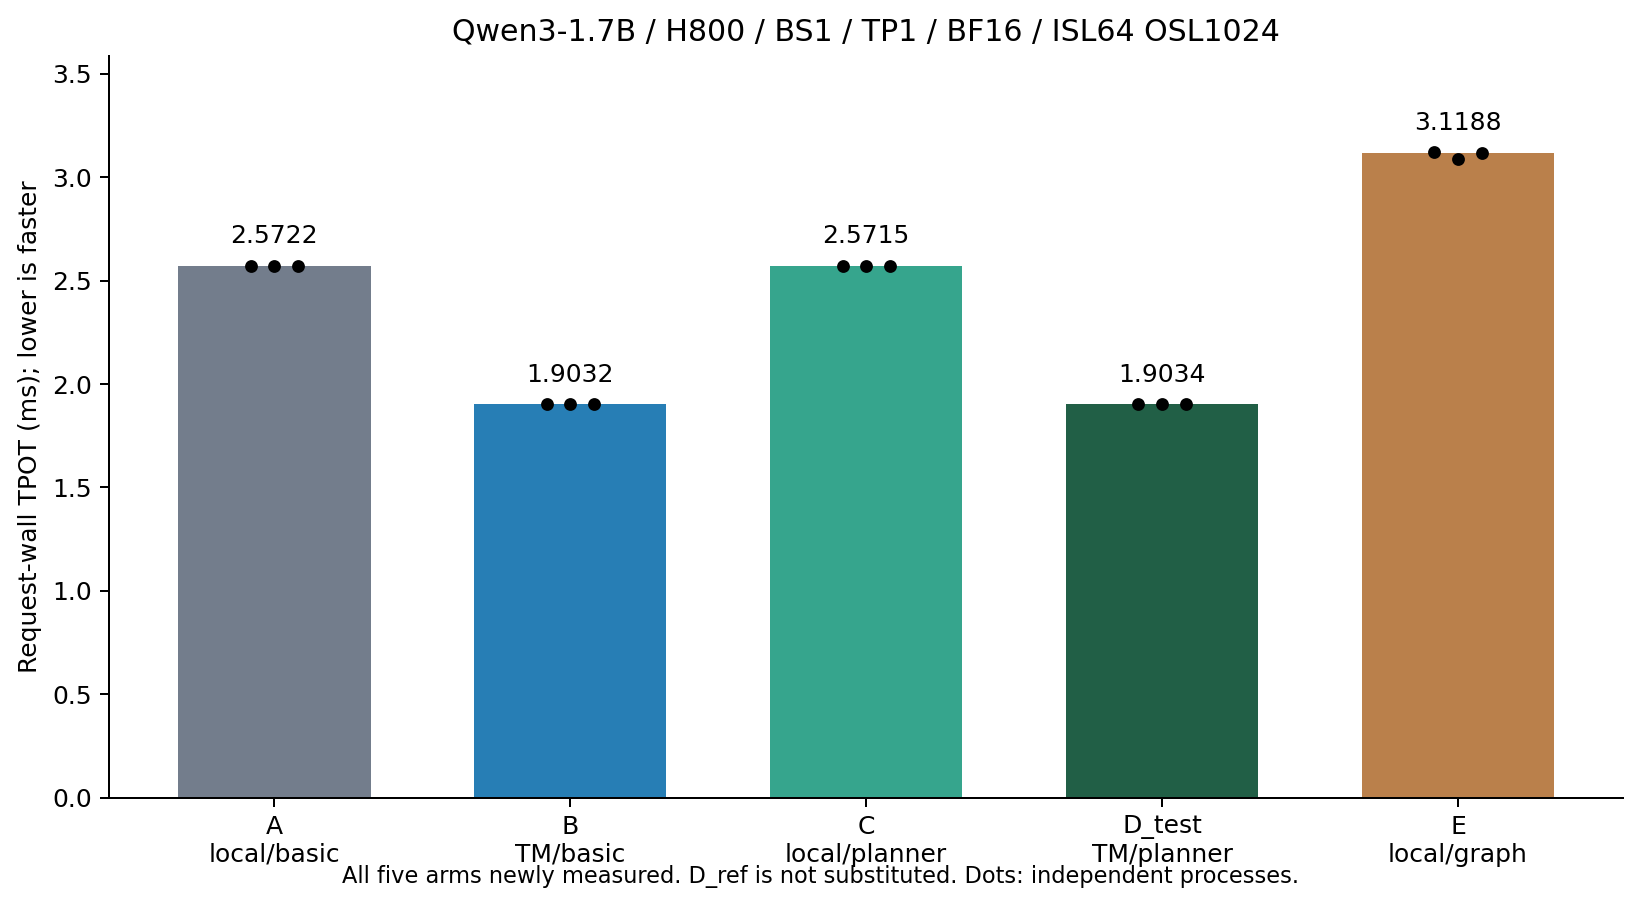 Qwen3-1.7B / H800 / BS1 / TP1 / BF16 / ISL64 OSL1024
Request-wall TPOT (ms); lower is faster
3.5
3.0
2.5
2.0
1.5
1.0
0.5
0.0
2.5722
1.9032
2.5715
1.9034
3.1188
A
local/basic
B
TM/basic
C
local/planner
D_test
TM/planner
E
local/graph
All five arms newly measured. D_ref is not substituted. Dots: independent processes.